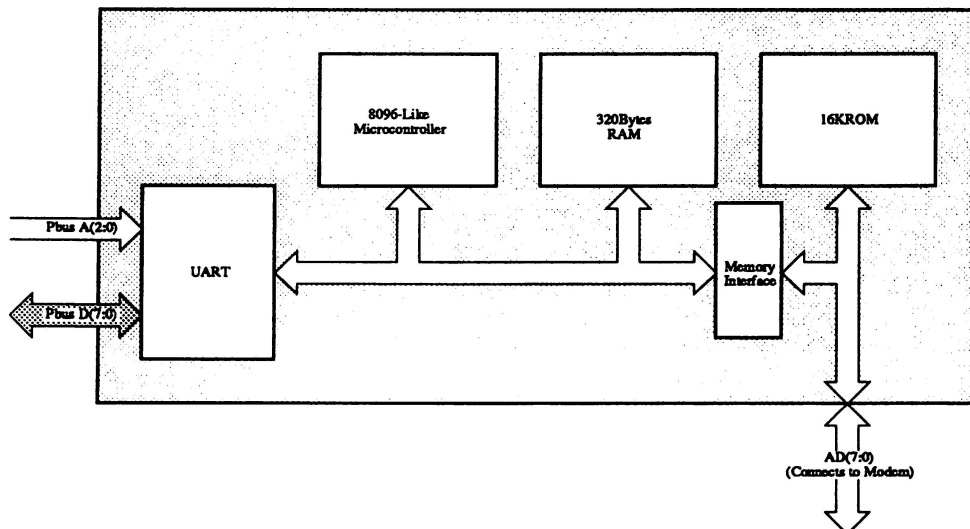 8096-Like
Microcontroller
320Bytes
RAM
16KROM
Pbus A(2:0)
UART
Memory
Interface
Pbus D(7:0)
AD(7:0)
(Connects to Modem)